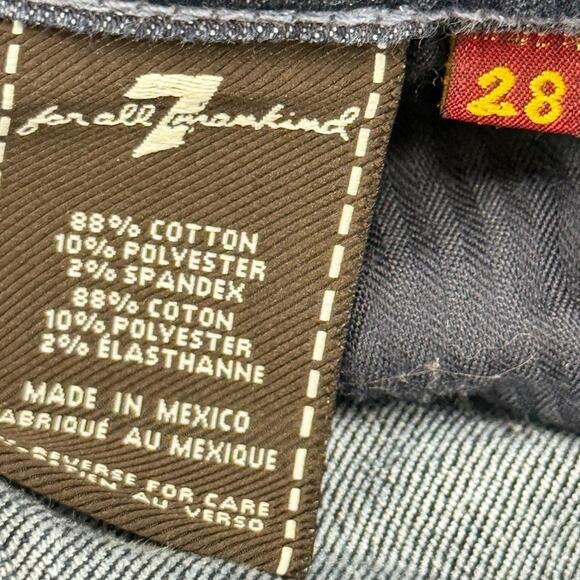 7
for all mankind
28
88% COTTON
10% POLYESTER
2% SPANDEX
88% COTON
10% POLYESTER
2% ÉLASTHANNE
MADE IN MEXICO
FABRIQUÉ AU MEXIQUE
REVERSE FOR CARE
AU VERSO